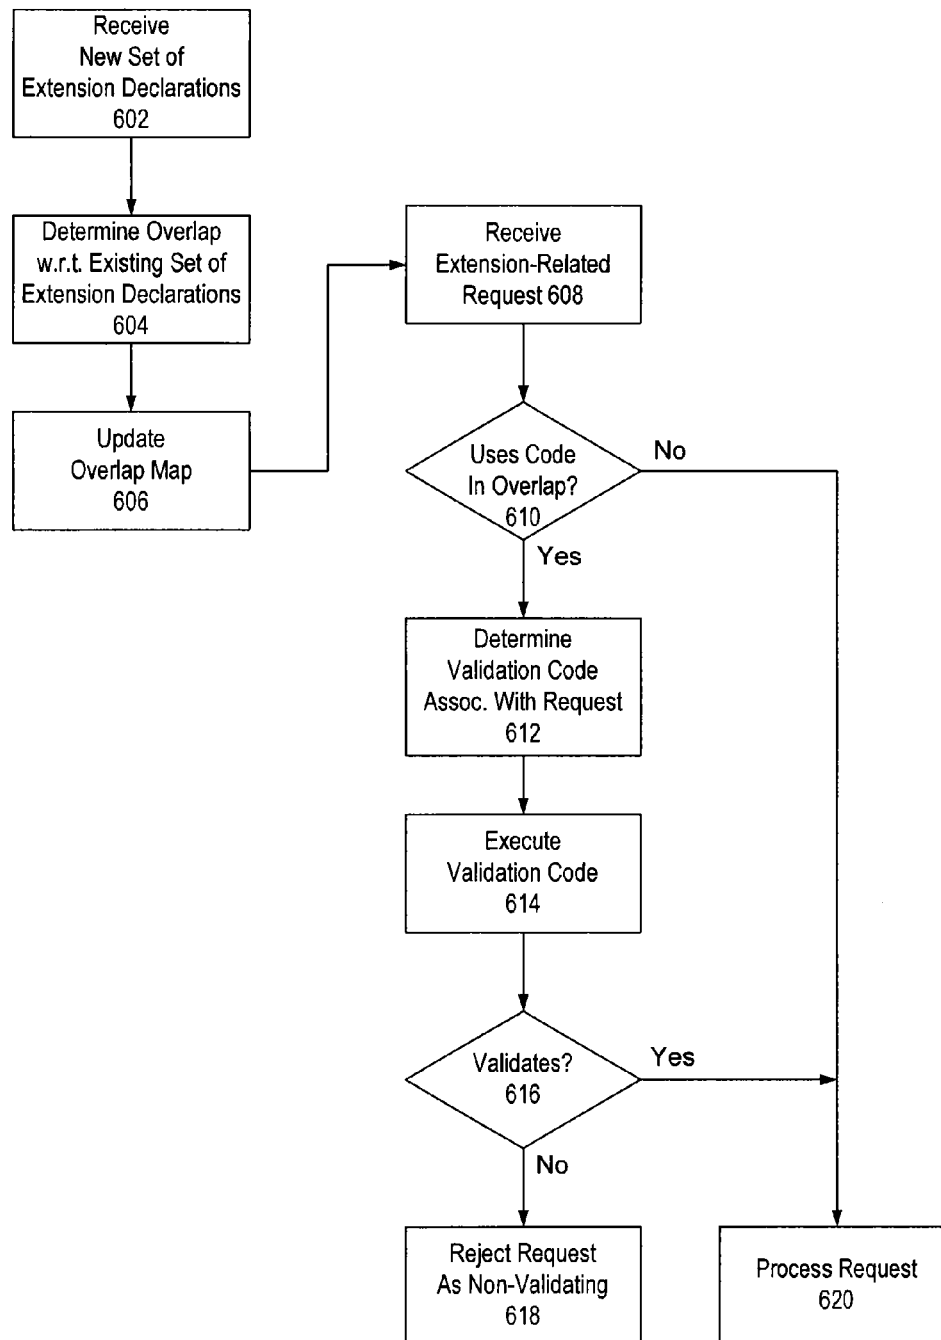 Receive
New Set of
Extension Declarations
602
Determine Overlap
w.r.t. Existing Set of
Extension Declarations
604
Update
Overlap Map
606
Receive
Extension-Related
Request 608
Uses Code
In Overlap?
610
No
Yes
Determine
Validation Code
Assoc. With Request
612
Execute
Validation Code
614
Validates?
616
Yes
No
Reject Request
As Non-Validating
618
Process Request
620